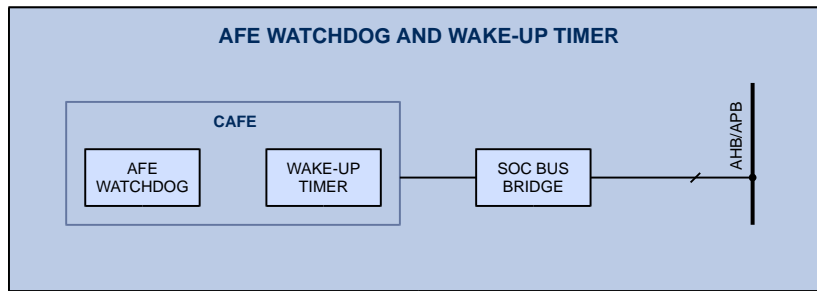 AFE WATCHDOG AND WAKE-UP TIMER
CAFE
AFE
WATCHDOG
WAKE-UP
TIMER
SOC BUS
BRIDGE
AHB/APB